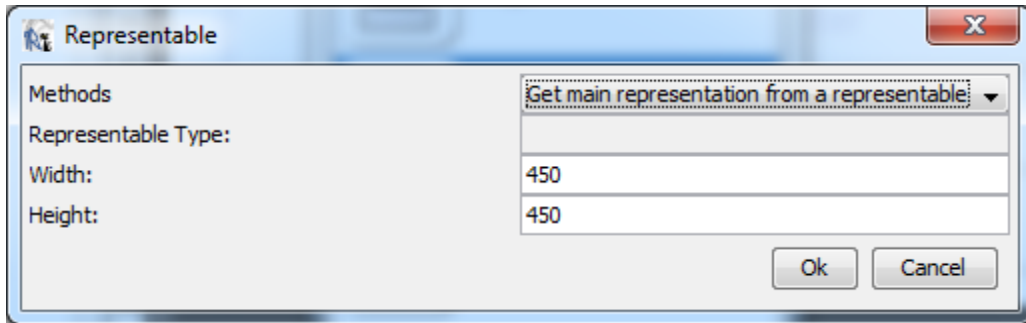 Representable
Methods Get main representation from a representable
Representable Type:
Width: 450
Height: 450
Ok Cancel